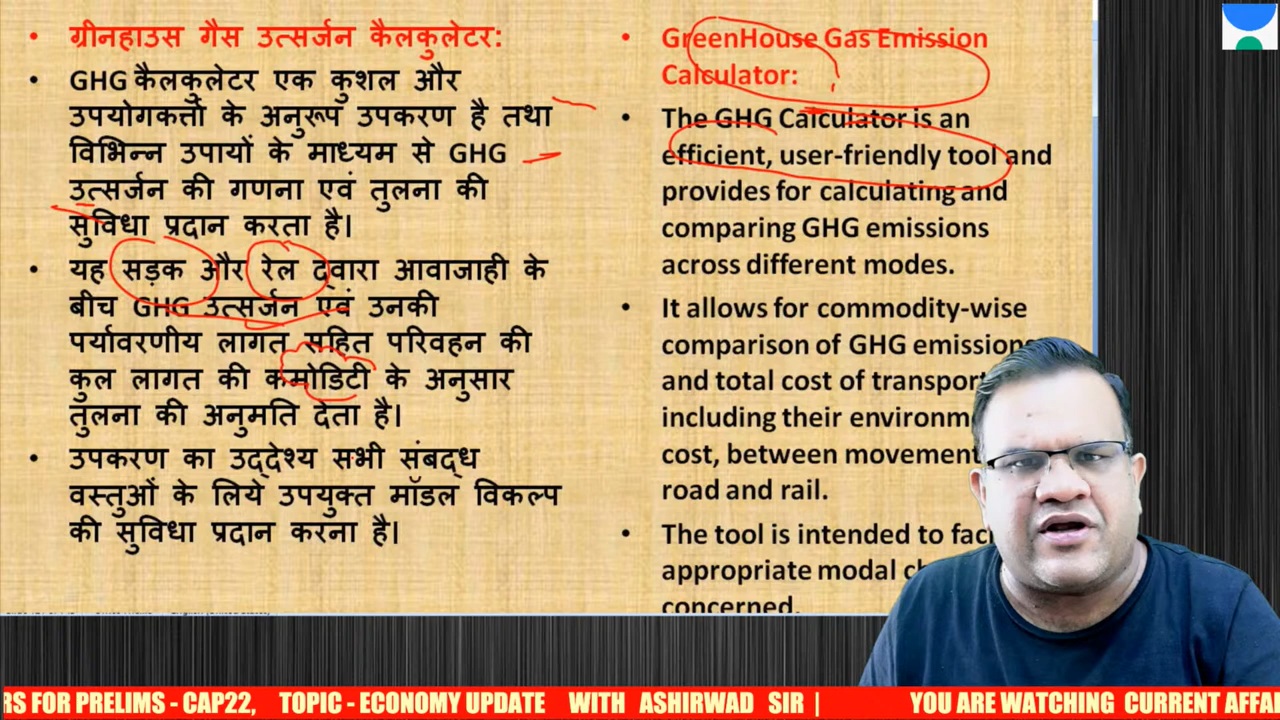 • ग्रीनहाउस गैस उत्सर्जन कैलकुलेटर:
• GHG कैलकुलेटर एक कुशल और
उपयोगकर्त्ता के अनुरूप उपकरण है तथा
विभिन्न उपायों के माध्यम से GHG
उत्सर्जन की गणना एवं तुलना की
सुविधा प्रदान करता है।
• यह सड़क और रेल द्वारा आवाजाही के
बीच GHG उत्सर्जन एवं उनकी
पर्यावरणीय लागत सहित परिवहन की
कुल लागत की कमोडिटी के अनुसार
तुलना की अनुमति देता है।
• उपकरण का उद्देश्य सभी संबद्ध
वस्तुओं के लिये उपयुक्त मॉडल विकल्प
की सुविधा प्रदान करना है।
• GreenHouse Gas Emission
Calculator:
• The GHG Calculator is an
efficient, user-friendly tool and
provides for calculating and
comparing GHG emissions
across different modes.
• It allows for commodity-wise
comparison of GHG emissions
and total cost of transport
including their environm
cost, between movement
road and rail.
• The tool is intended to faci
appropriate modal ch
concerned.
RS FOR PRELIMS - CAP22, TOPIC - ECONOMY UPDATE WITH ASHIRWAD SIR | YOU ARE WATCHING CURRENT AFFA